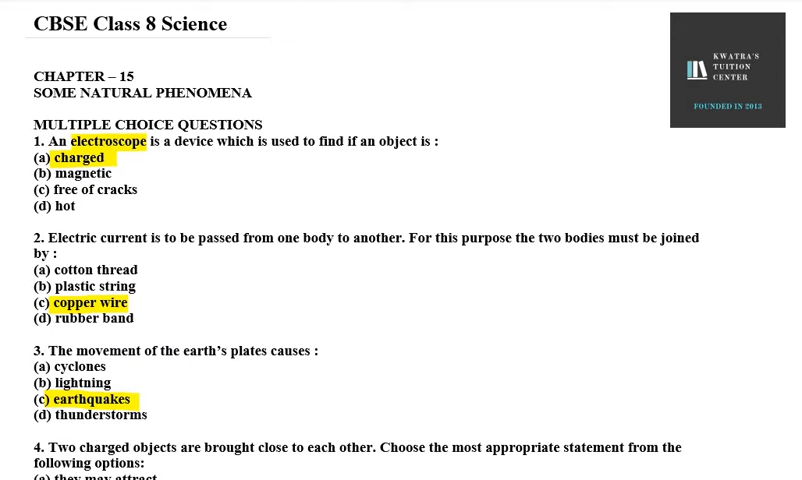 CBSE Class 8 Science
KWATRA'S
TUITION
CENTER
FOUNDED IN 2013
CHAPTER – 15
SOME NATURAL PHENOMENA
MULTIPLE CHOICE QUESTIONS
1. An electroscope is a device which is used to find if an object is :
(a) charged
(b) magnetic
(c) free of cracks
(d) hot
2. Electric current is to be passed from one body to another. For this purpose the two bodies must be joined
by :
(a) cotton thread
(b) plastic string
(c) copper wire
(d) rubber band
3. The movement of the earth's plates causes :
(a) cyclones
(b) lightning
(c) earthquakes
(d) thunderstorms
4. Two charged objects are brought close to each other. Choose the most appropriate statement from the
following options:
(a) they may attract